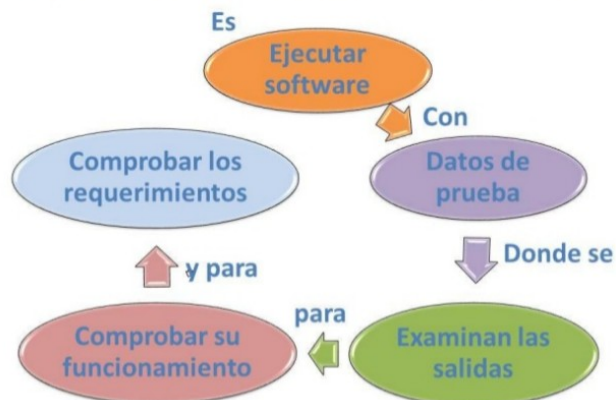 Es
Ejecutar
software
Con
Datos de
prueba
Donde se
Examinan las
salidas
para
Comprobar su
funcionamiento
y para
Comprobar los
requerimientos